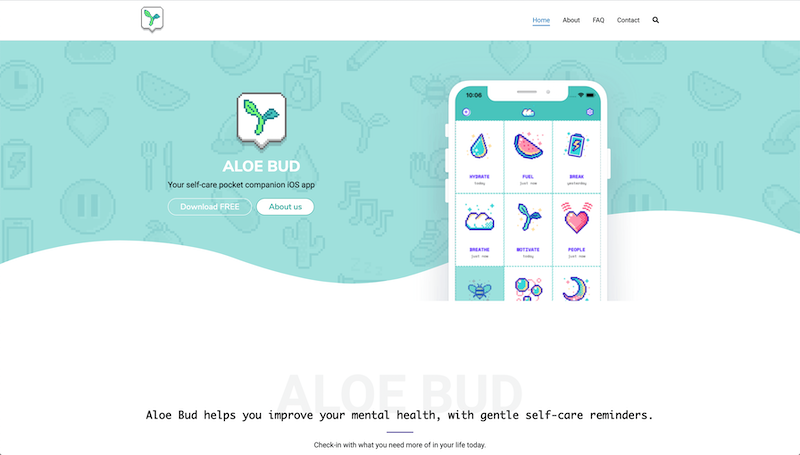 Home About FAQ Contact
ALOE BUD
Your self-care pocket companion iOS app
Download FREE About us
10:06
HYDRATE FUEL BREAK
today just now yesterday
BREATHE MOTIVATE PEOPLE
just now today just now
ALOE BUD
Aloe Bud helps you improve your mental health, with gentle self-care reminders.
Check-in with what you need more of in your life today.